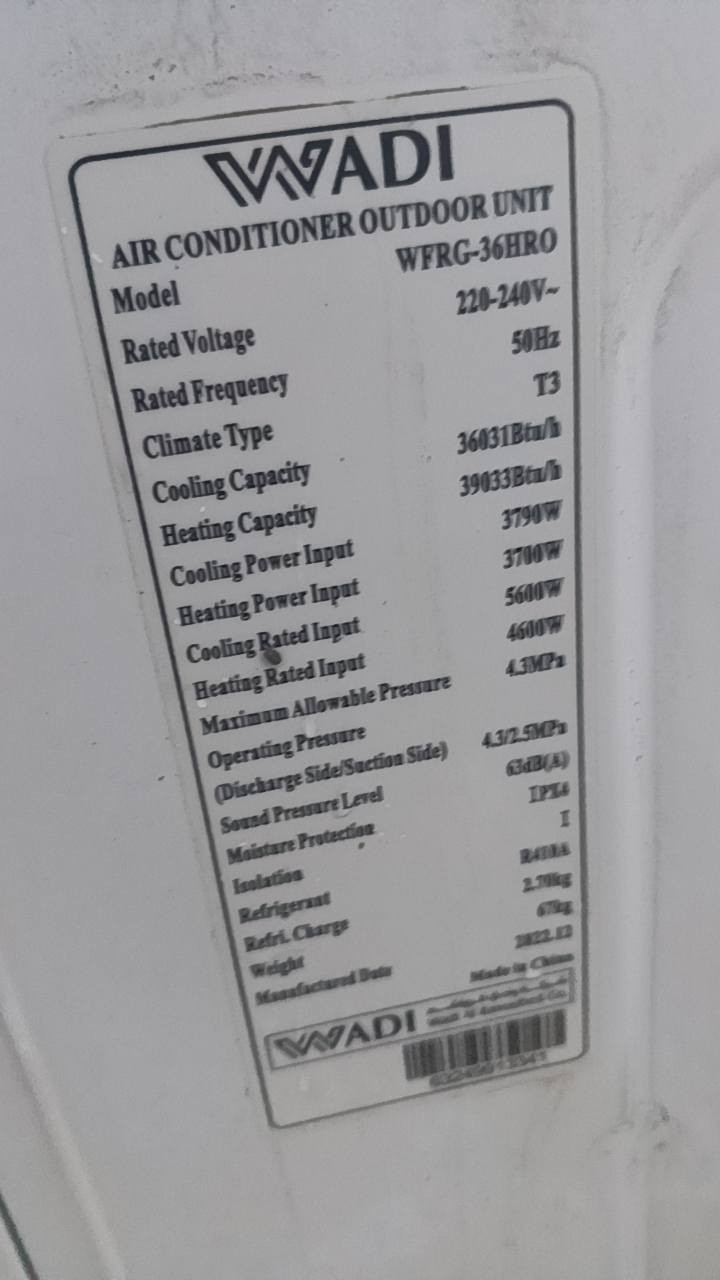 WADI
AIR CONDITIONER OUTDOOR UNIT
Model WFRG-36HRO
Rated Voltage 220-240V~
Rated Frequency 50Hz
Climate Type T3
Cooling Capacity 36031Btu/h
Heating Capacity 39033Btu/h
Cooling Power Input 3790W
Heating Power Input 3700W
Cooling Rated Input 5600W
Heating Rated Input 4600W
Maximum Allowable Pressure 4.3MPa
Operating Pressure
(Discharge Side/Suction Side) 4.3/2.5MPa
Sound Pressure Level 63dB(A)
Moisture Protection IPX4
Isolation I
Refrigerant R410A
Refri. Charge 2.70kg
Weight 67kg
Manufactured Date 2022.12
Made in China
WADI